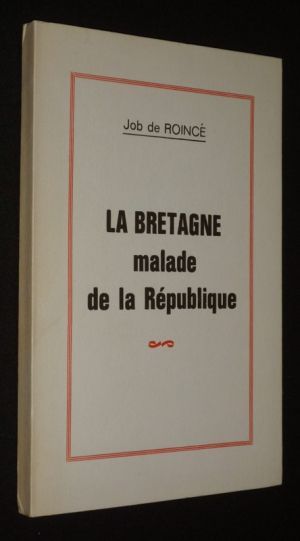 Job de ROINCÉ
LA BRETAGNE
malade
de la République